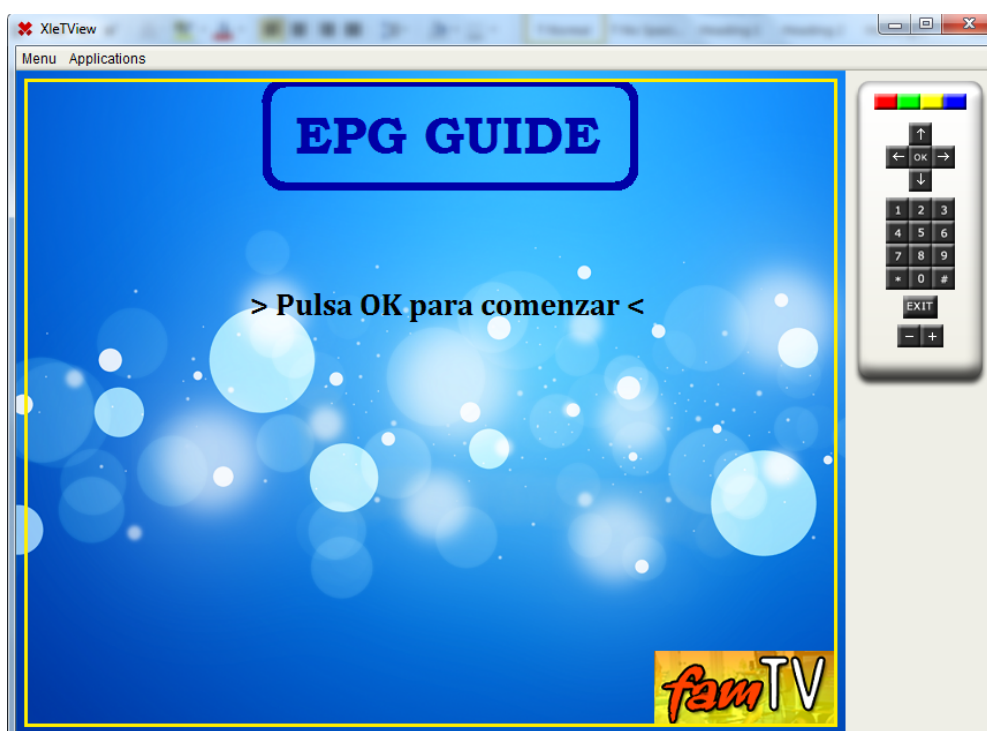 XleTView
Menu Applications
EPG GUIDE
> Pulsa OK para comenzar <
famTV
↑
← OK →
↓
1 2 3
4 5 6
7 8 9
* 0 #
EXIT
- +